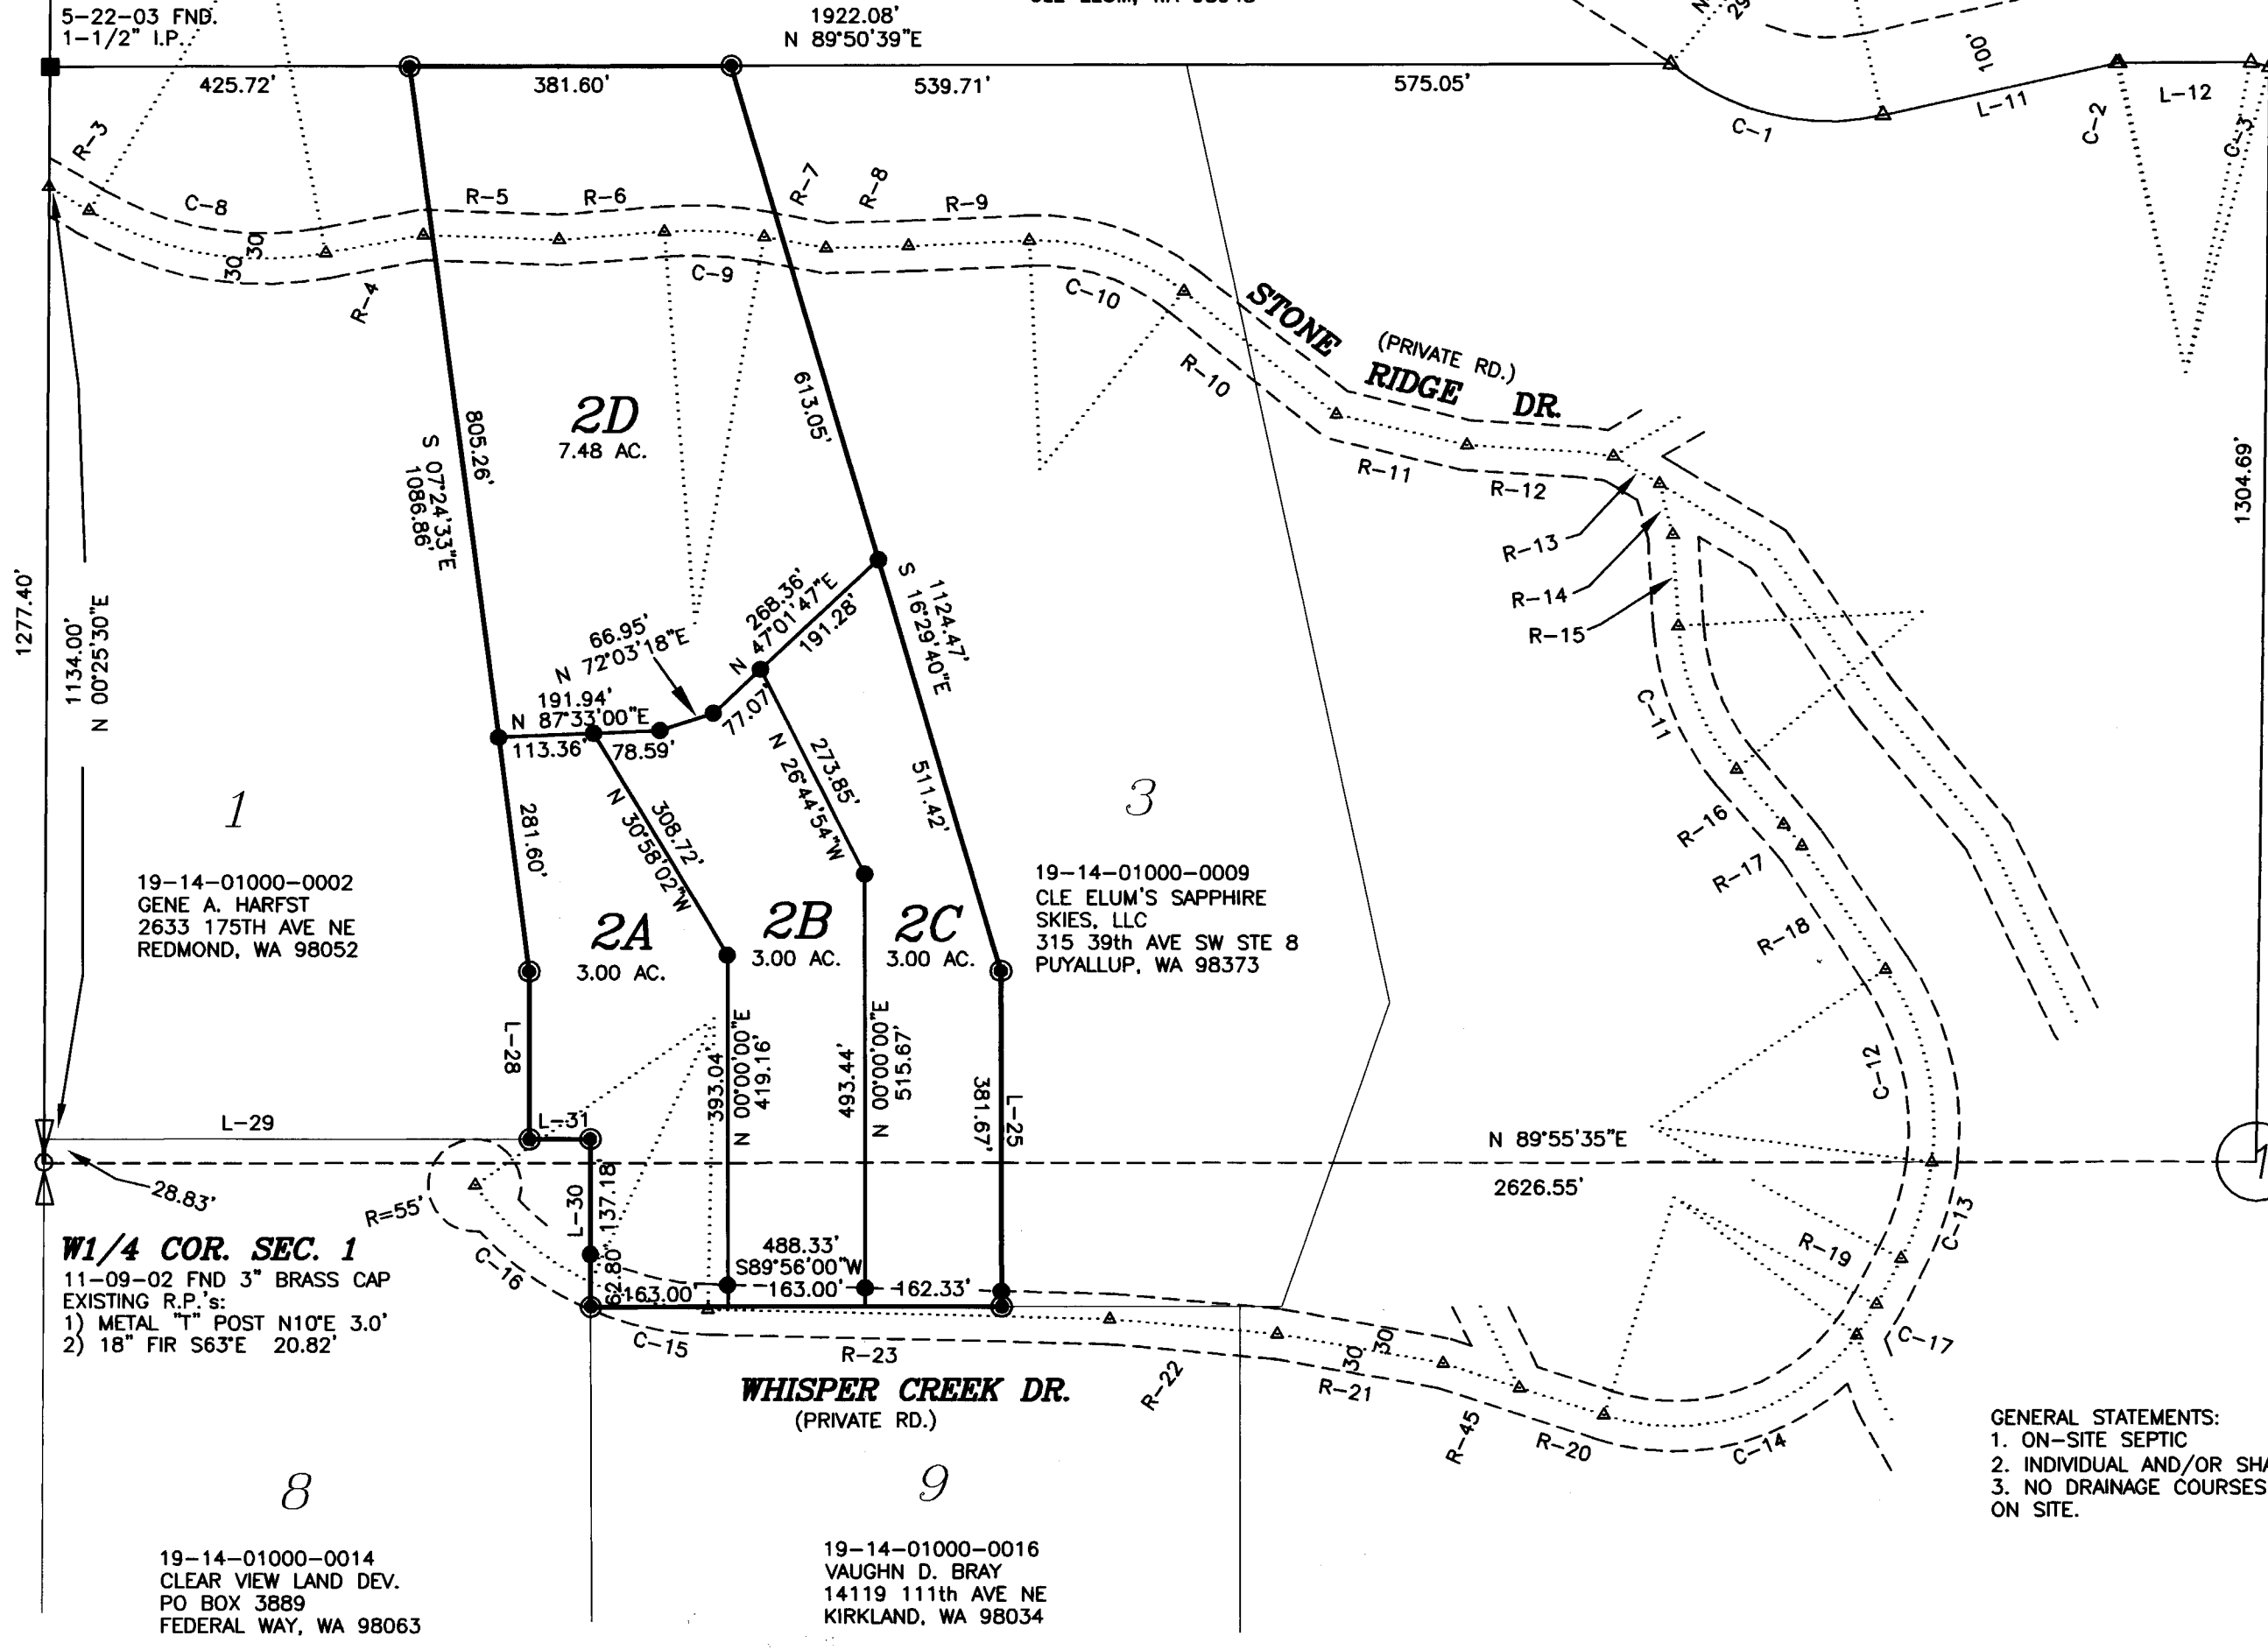 5-22-03 FND.
1-1/2" I.P.
1922.08'
N 89°50'39"E
425.72'
381.60'
539.71'
575.05'
100'
C-1
L-11
C-2
L-12
C-3
R-3
C-8
30
30
R-4
R-5
R-6
C-9
R-7
R-8
R-9
C-10
R-10
STONE RIDGE DR.
(PRIVATE RD.)
R-11
R-12
R-13
R-14
R-15
C-11
R-16
R-17
R-18
C-12
C-13
R-19
C-17
1304.69'
1277.40'
1134.00'
N 00°25'30"E
805.26'
S 07°24'33"E
1086.86'
2D
7.48 AC.
613.05'
1124.47'
S 16°29'40"E
511.42'
268.36'
N 47°01'47"E
191.28'
66.95'
N 72°03'18"E
77.07'
191.94'
N 87°33'00"E
113.36'
78.59'
273.85'
N 26°44'54"W
308.72'
N 30°58'02"W
281.60'
1
19-14-01000-0002
GENE A. HARFST
2633 175TH AVE NE
REDMOND, WA 98052
2A
3.00 AC.
2B
3.00 AC.
2C
3.00 AC.
3
19-14-01000-0009
CLE ELUM'S SAPPHIRE
SKIES, LLC
315 39th AVE SW STE 8
PUYALLUP, WA 98373
L-28
L-29
L-31
L-30
137.18'
62.80'
393.04'
N 00°00'00"E
419.16'
493.44'
N 00°00'00"E
515.67'
381.67'
L-25
N 89°55'35"E
2626.55'
28.83'
R=55'
C-16
W1/4 COR. SEC. 1
11-09-02 FND 3" BRASS CAP
EXISTING R.P.'s:
1) METAL "T" POST N10°E 3.0'
2) 18" FIR S63°E 20.82'
488.33'
S89°56'00"W
163.00'
163.00'
162.33'
C-15
R-23
R-22
30
30
R-21
R-45
R-20
C-14
WHISPER CREEK DR.
(PRIVATE RD.)
8
19-14-01000-0014
CLEAR VIEW LAND DEV.
PO BOX 3889
FEDERAL WAY, WA 98063
9
19-14-01000-0016
VAUGHN D. BRAY
14119 111th AVE NE
KIRKLAND, WA 98034
GENERAL STATEMENTS:
1. ON-SITE SEPTIC
2. INDIVIDUAL AND/OR
3. NO DRAINAGE COURSES
ON SITE.